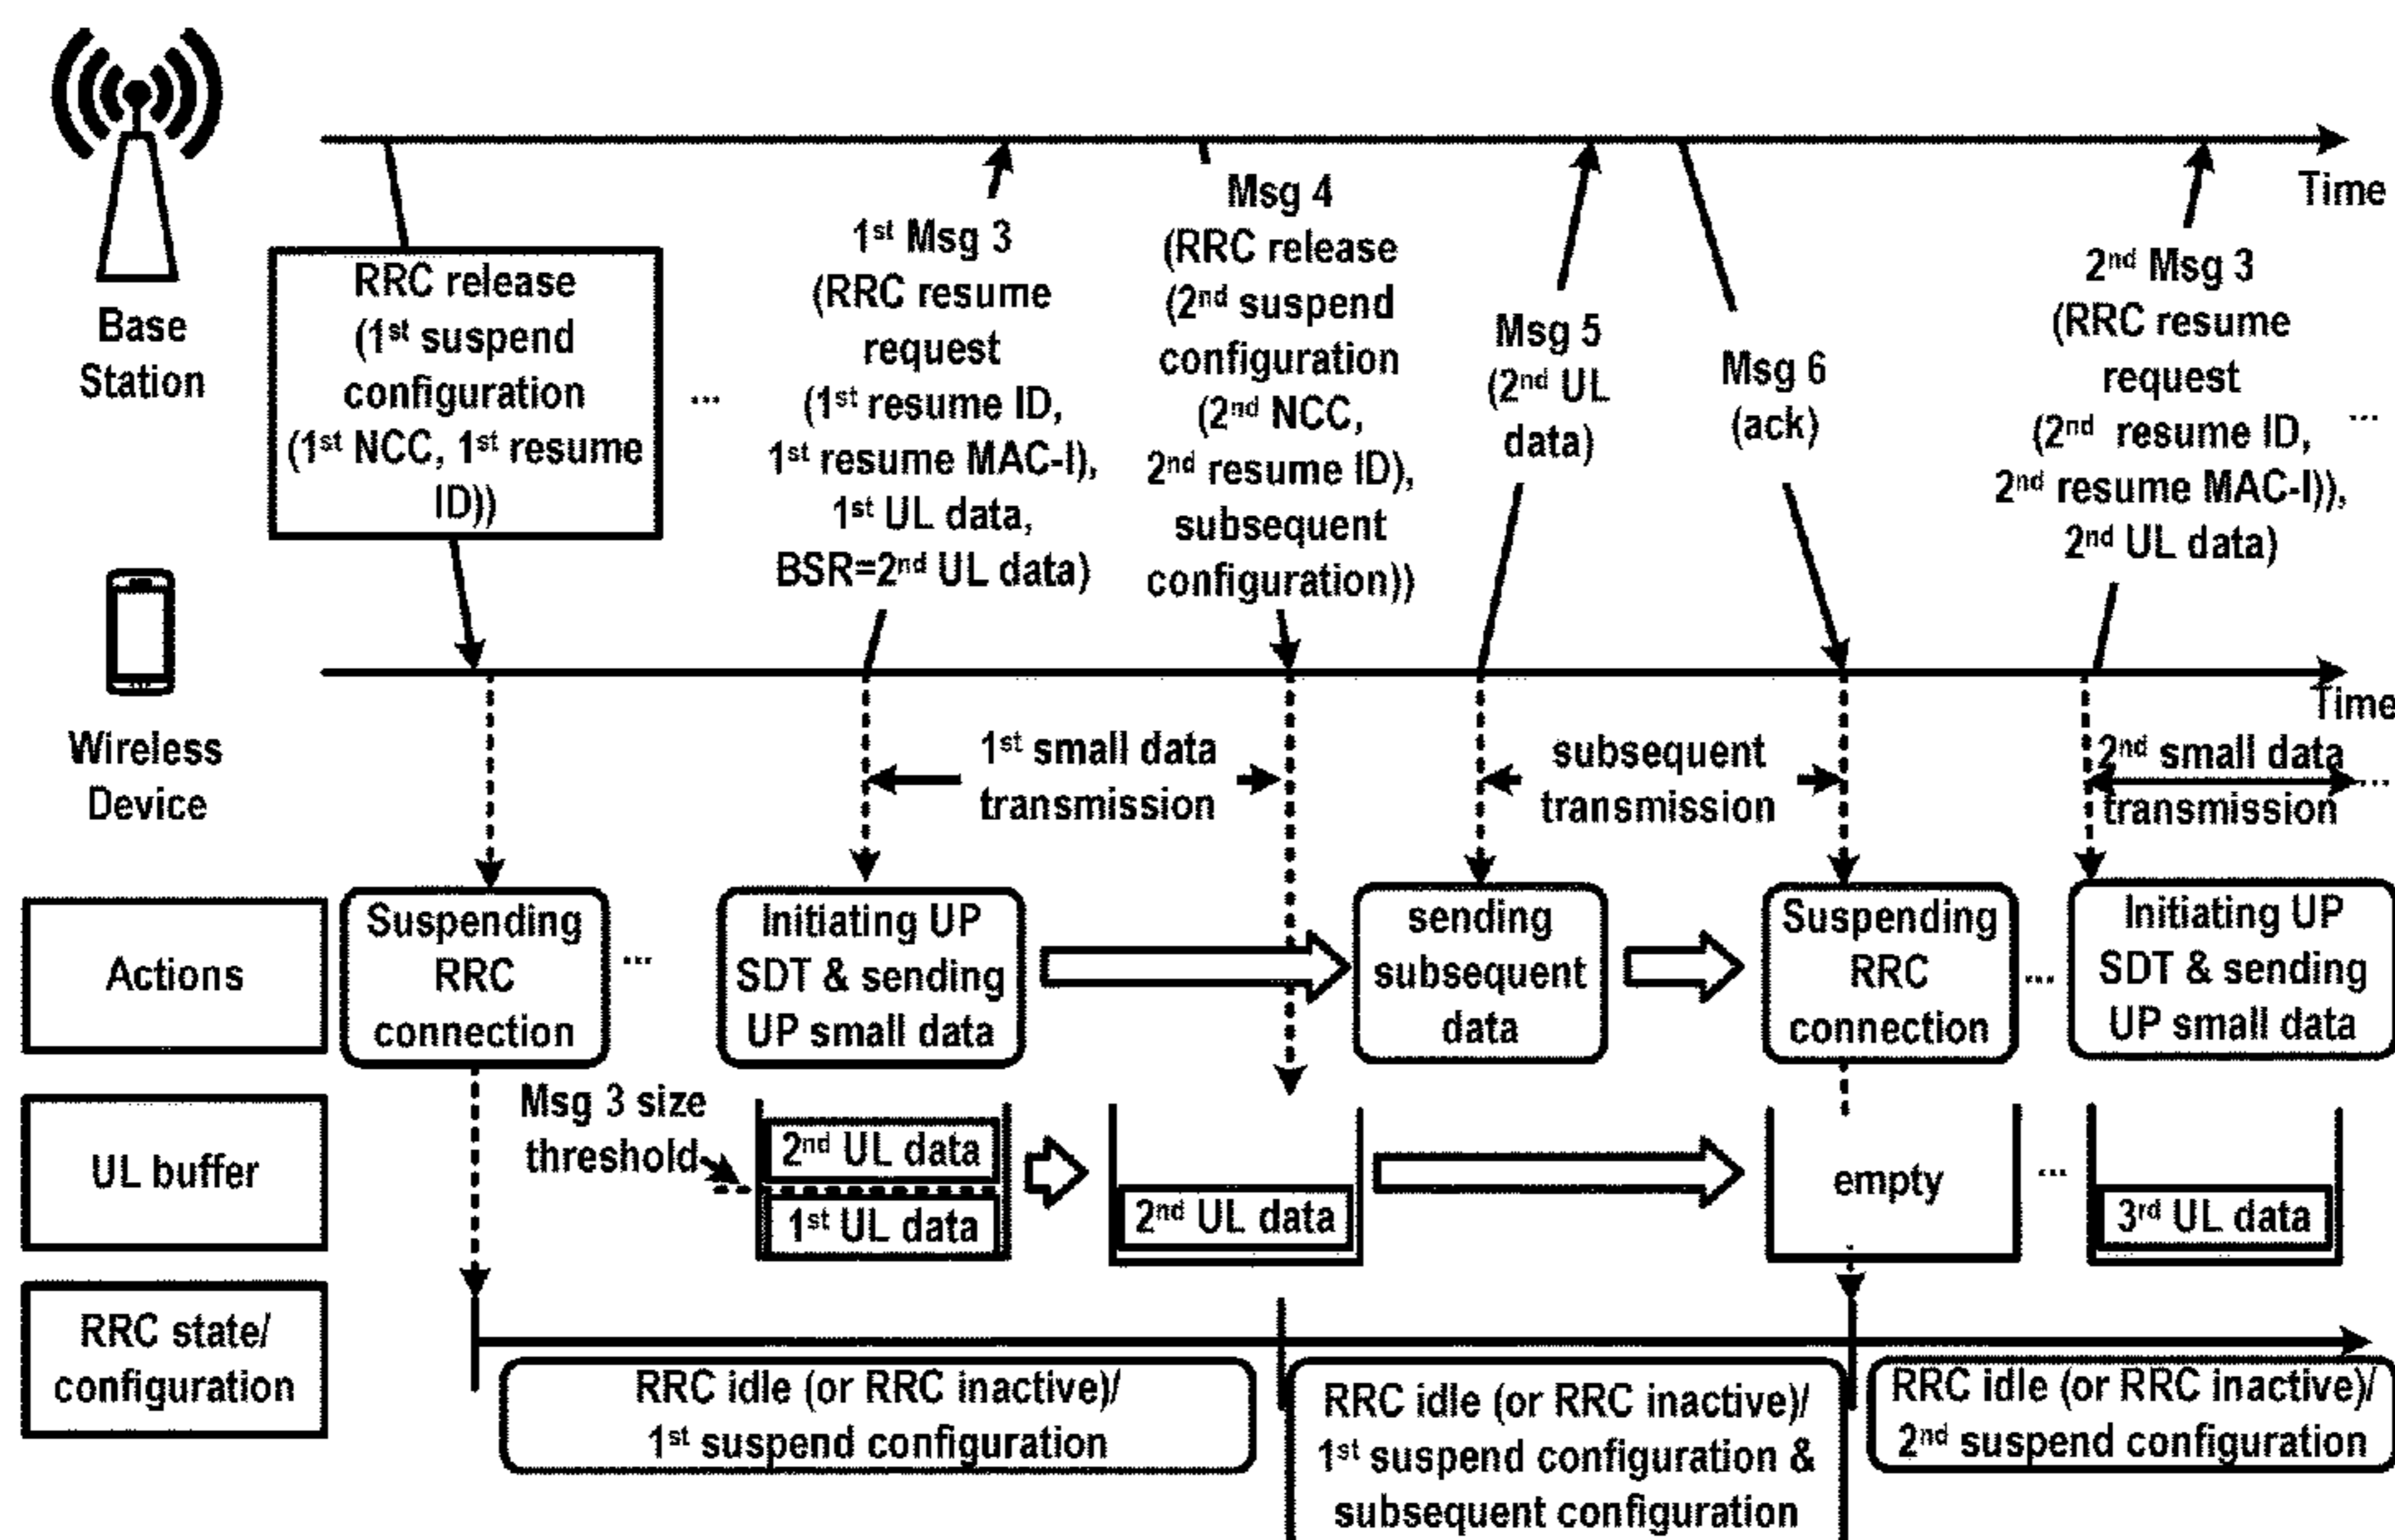 Base
Station
RRC release
(1st suspend
configuration
(1st NCC, 1st resume
ID))
...
1st Msg 3
(RRC resume
request
(1st resume ID,
1st resume MAC-I),
1st UL data,
BSR=2nd UL data)
Msg 4
(RRC release
(2nd suspend
configuration
(2nd NCC,
2nd resume ID),
subsequent
configuration))
Msg 5
(2nd UL
data)
Msg 6
(ack)
2nd Msg 3
(RRC resume
request
(2nd resume ID,
2nd resume MAC-I)),
2nd UL data)
...
Time
Wireless
Device
Time
1st small data
transmission
subsequent
transmission
2nd small data
transmission
...
Actions
Suspending
RRC
connection
...
Initiating UP
SDT & sending
UP small data
sending
subsequent
data
Suspending
RRC
connection
...
Initiating UP
SDT & sending
UP small data
UL buffer
Msg 3 size
threshold
2nd UL data
1st UL data
2nd UL data
empty
...
3rd UL data
RRC state/
configuration
RRC idle (or RRC inactive)/
1st suspend configuration
RRC idle (or RRC inactive)/
1st suspend configuration &
subsequent configuration
RRC idle (or RRC inactive)/
2nd suspend configuration